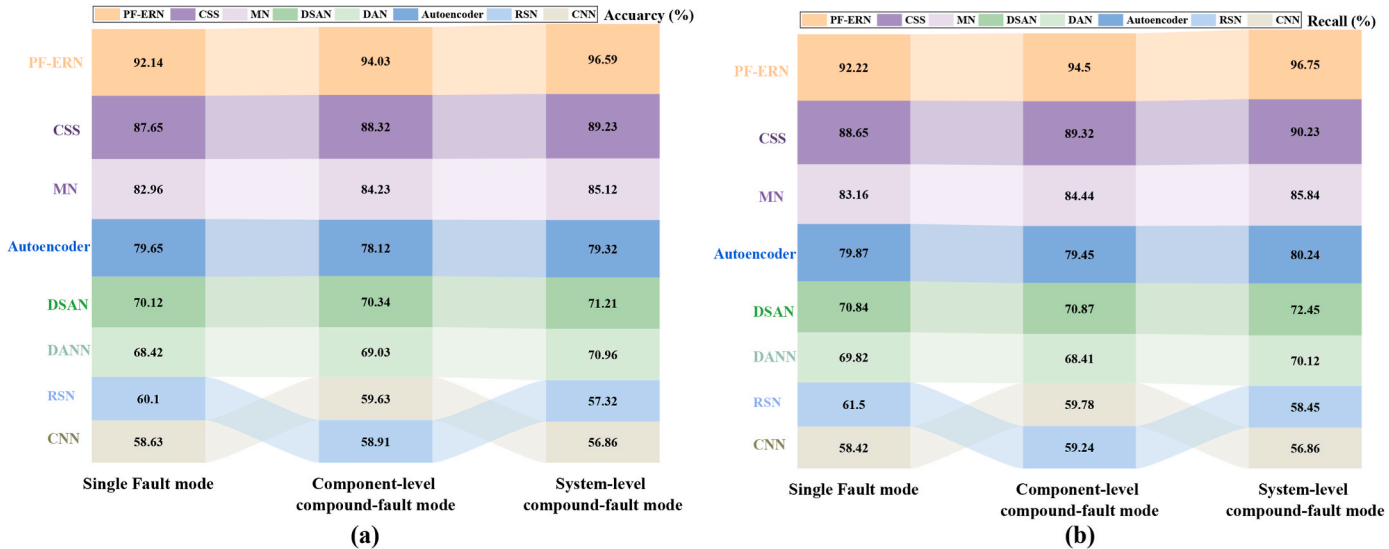 PF-ERN CSS MN DSAN DAN Autoencoder RSN CNN Accuarcy (%)
PF-ERN 92.14 94.03 96.59
CSS 87.65 88.32 89.23
MN 82.96 84.23 85.12
Autoencoder 79.65 78.12 79.32
DSAN 70.12 70.34 71.21
DANN 68.42 69.03 70.96
RSN 60.1 59.63 57.32
CNN 58.63 58.91 56.86
Single Fault mode Component-level System-level
compound-fault mode compound-fault mode
(a)
PF-ERN CSS MN DSAN DAN Autoencoder RSN CNN Recall (%)
PF-ERN 92.22 94.5 96.75
CSS 88.65 89.32 90.23
MN 83.16 84.44 85.84
Autoencoder 79.87 79.45 80.24
DSAN 70.84 70.87 72.45
DANN 69.82 68.41 70.12
RSN 61.5 59.78 58.45
CNN 58.42 59.24 56.86
Single Fault mode Component-level System-level
compound-fault mode compound-fault mode
(b)